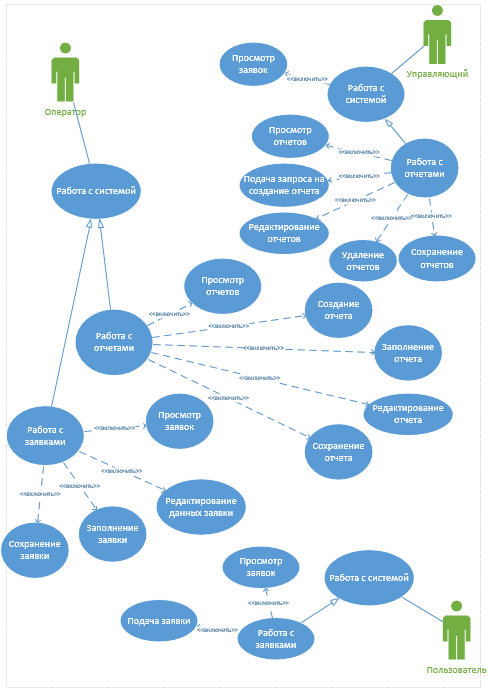 Просмотр
заявок
<<включить>>
Работа с
системой
Управляющий
Оператор
Просмотр
отчетов
<<включить>>
Работа с
отчетами
Подача запроса на
создание отчета
<<включить>>
<<включить>>
Редактирование
отчетов
<<включить>>
<<включить>>
Удаление
отчетов
Сохранение
отчетов
Работа с системой
Просмотр
отчетов
<<включить>>
Создание
отчета
<<включить>>
Работа с
отчетами
<<включить>>
Заполнение
отчета
<<включить>>
Редактирование
отчета
<<включить>>
Сохранение
отчета
Работа с
заявками
<<включить>>
Просмотр
заявок
<<включить>>
Редактирование
данных заявки
<<включить>>
Заполнение
заявки
<<включить>>
Сохранение
заявки
Просмотр
заявок
<<включить>>
Работа с системой
Подача заявки
<<включить>>
Работа с
заявками
Пользователь